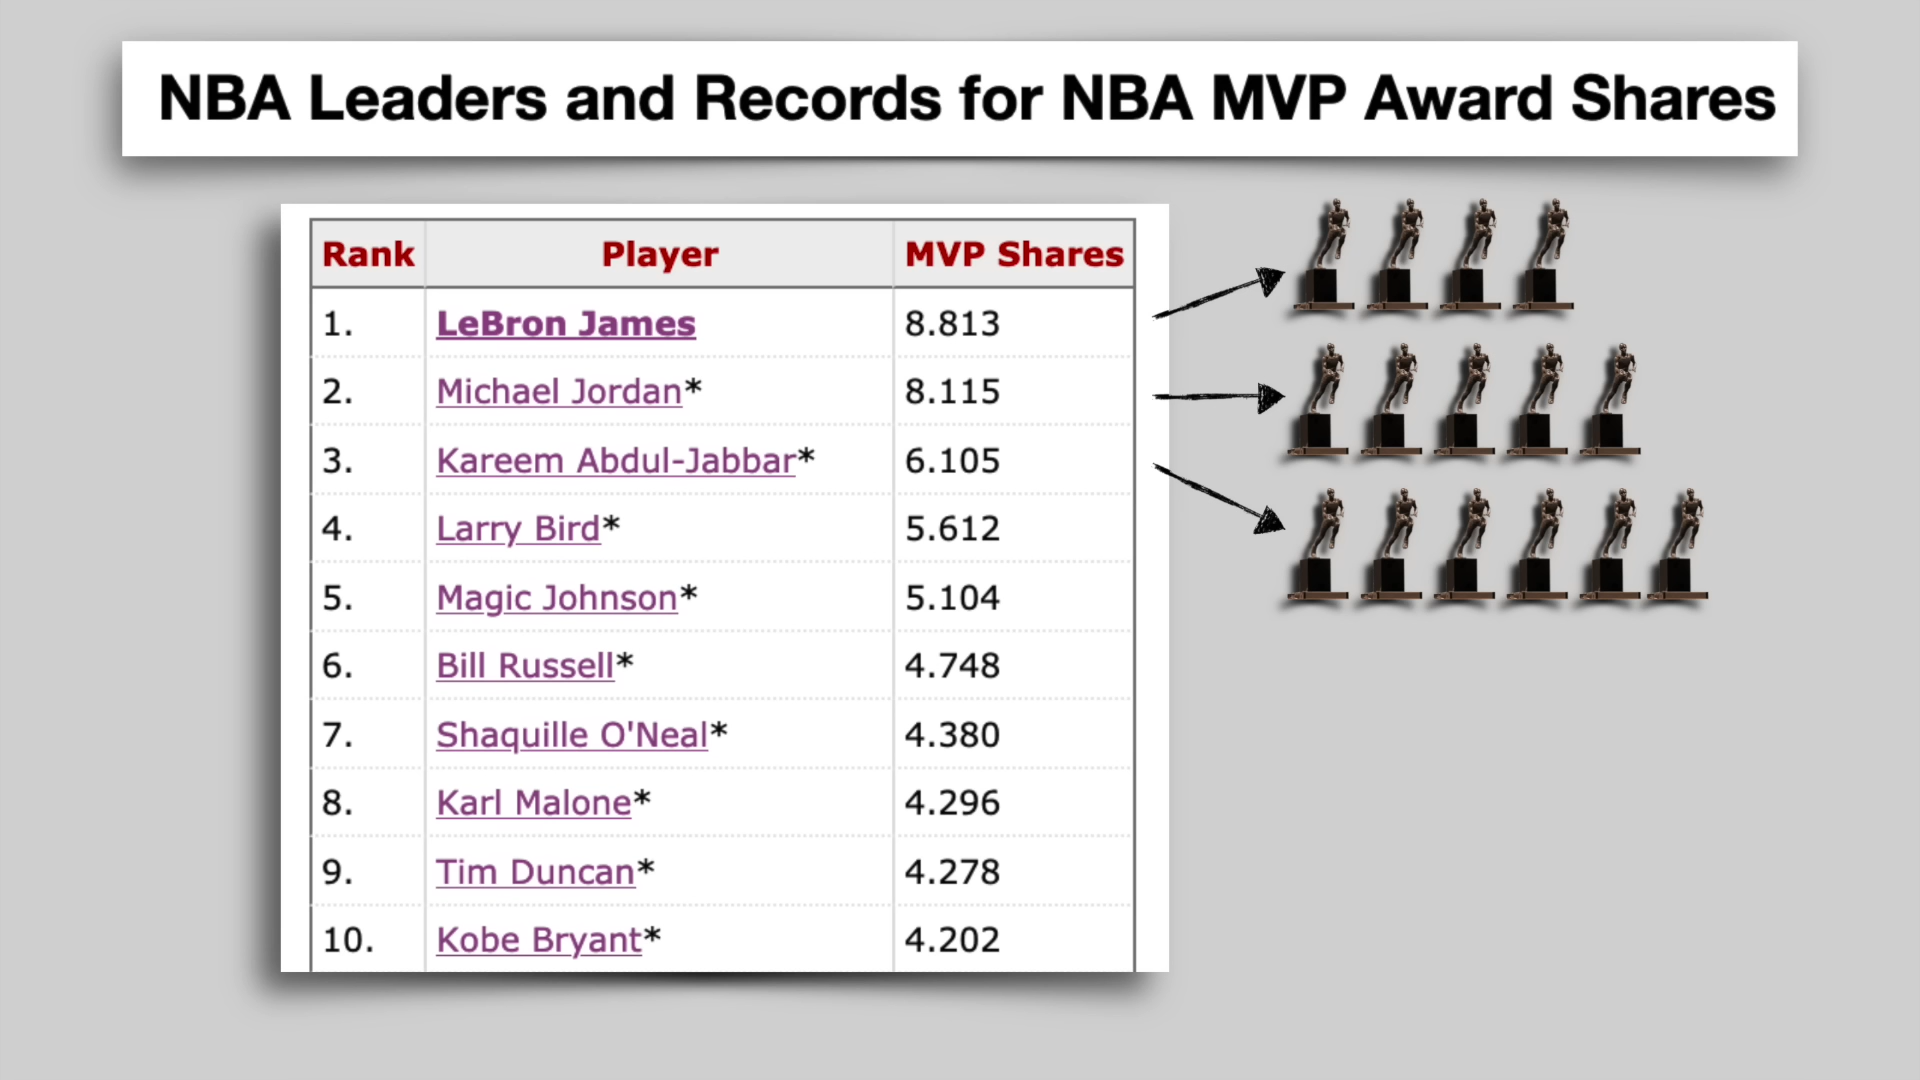 NBA Leaders and Records for NBA MVP Award Shares
Rank Player MVP Shares
1. LeBron James 8.813
2. Michael Jordan* 8.115
3. Kareem Abdul-Jabbar* 6.105
4. Larry Bird* 5.612
5. Magic Johnson* 5.104
6. Bill Russell* 4.748
7. Shaquille O'Neal* 4.380
8. Karl Malone* 4.296
9. Tim Duncan* 4.278
10. Kobe Bryant* 4.202